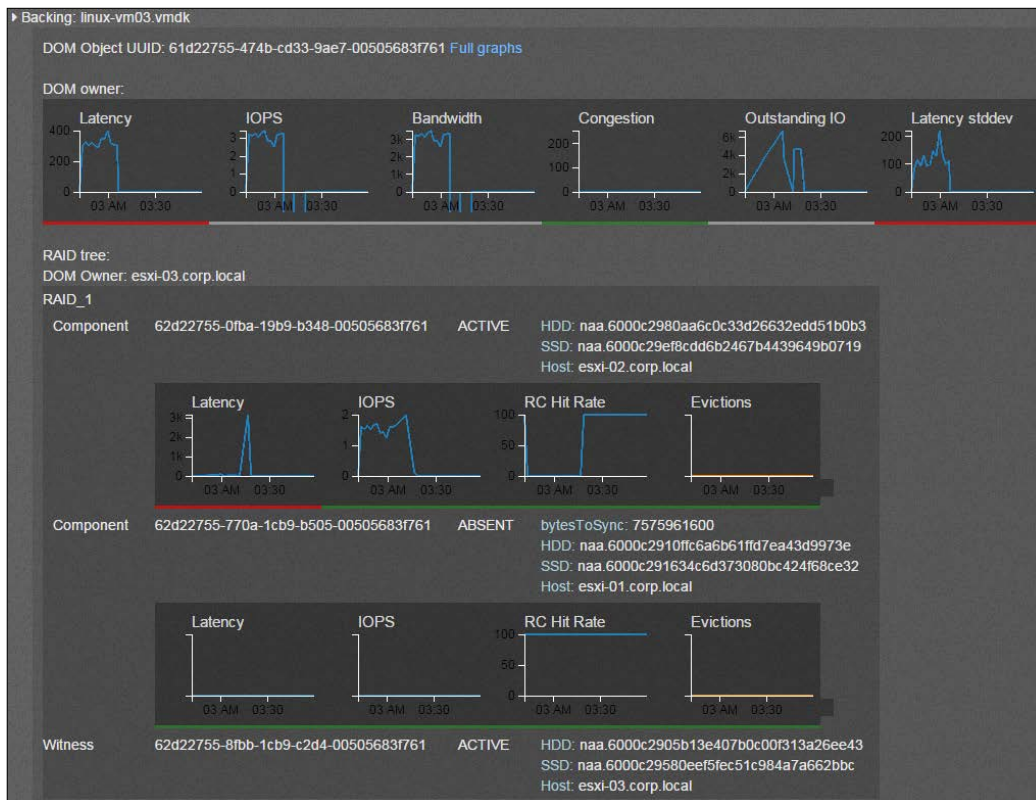 Backing: linux-vm03.vmdk
DOM Object UUID: 61d22755-474b-cd33-9ae7-00505683f761 Full graphs
DOM owner:
Latency IOPS Bandwidth Congestion Outstanding IO Latency stddev
400 3 3k 200 6k 200
200 2 2k 100 4k 100
1 1k 2k
0 0 0 0 0 0
03 AM 03:30 03 AM 03:30 03 AM 03:30 03 AM 03:30 03 AM 03:30 03 AM 03:30
RAID tree:
DOM Owner: esxi-03.corp.local
RAID_1
Component 62d22755-0fba-19b9-b348-00505683f761 ACTIVE HDD: naa.6000c2980aa6c0c33d26632edd51b0b3
SSD: naa.6000c29ef8cdd6b2467b4439649b0719
Host: esxi-02.corp.local
Latency IOPS RC Hit Rate Evictions
3k 2 100
2k 1 50
1k
0 0 0
03 AM 03:30 03 AM 03:30 03 AM 03:30 03 AM 03:30
Component 62d22755-770a-1cb9-b505-00505683f761 ABSENT bytesToSync: 7575961600
HDD: naa.6000c2910ffc6a6b61ffd7ea43d9973e
SSD: naa.6000c291634c6d373080bc424f68ce32
Host: esxi-01.corp.local
Latency IOPS RC Hit Rate Evictions
100
50
0
03 AM 03:30 03 AM 03:30 03 AM 03:30 03 AM 03:30
Witness 62d22755-8fbb-1cb9-c2d4-00505683f761 ACTIVE HDD: naa.6000c2905b13e407b0c00f313a26ee43
SSD: naa.6000c29580eef5fec51c984a7a662bbc
Host: esxi-03.corp.local